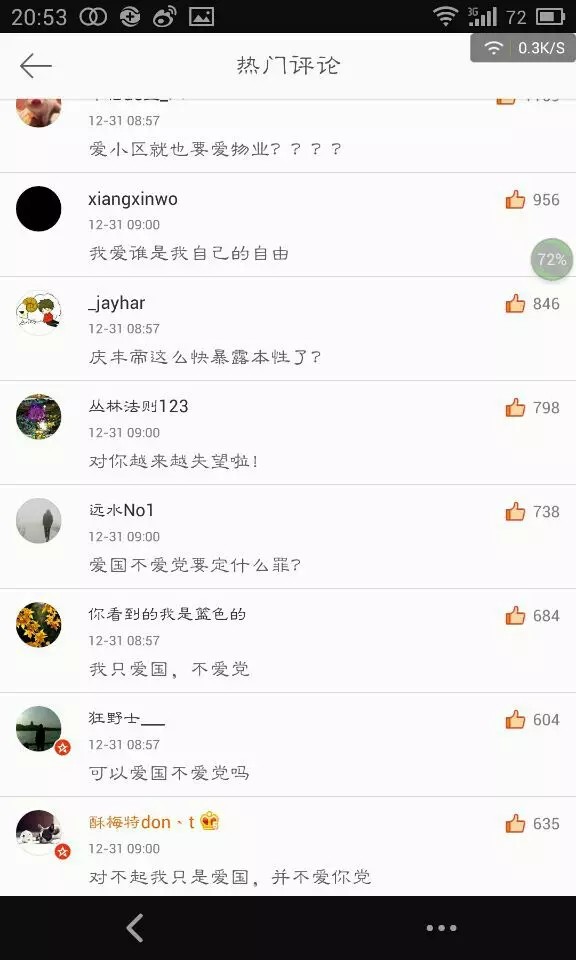 20:53
3G
72
0.3K/S
热门评论
12-31 08:57
爱小区就也要爱物业？？？？
xiangxinwo
956
12-31 09:00
我爱谁是我自己的自由
72%
_jayhar
846
12-31 08:57
庆丰帝这么快暴露本性了？
丛林法则123
798
12-31 09:00
对你越来越失望啦！
远水No1
738
12-31 09:00
爱国不爱党要定什么罪？
你看到的我是蓝色的
684
12-31 08:57
我只爱国，不爱党
狂野士___
604
12-31 08:57
可以爱国不爱党吗
酥梅特don丶t
635
12-31 09:00
对不起我只是爱国，并不爱你党